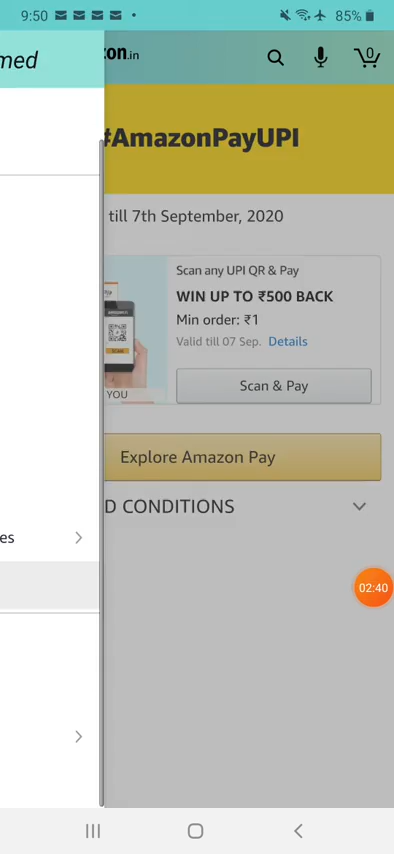 9:50
85%
med
on.in
0
#AmazonPayUPI
till 7th September, 2020
Scan any UPI QR & Pay
WIN UP TO ₹500 BACK
Min order: ₹1
Valid till 07 Sep. Details
SCAN
YOU
Scan & Pay
Explore Amazon Pay
D CONDITIONS
es
02:40